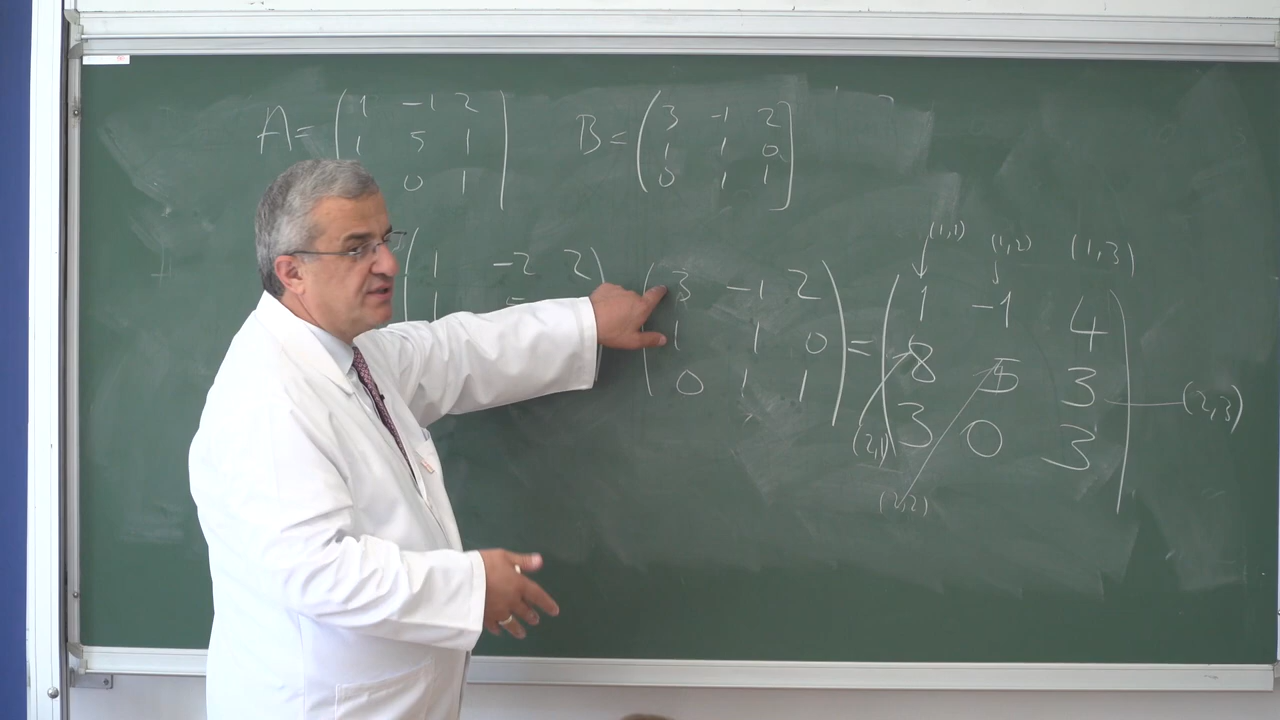 A = ( 1 -1 2 B = ( 3 -1 2
1 5 1 1 1 0
0 1 0 1 1
(1,1) (1,2) (1,3)
( 1 -2 2 ) ( 3 -1 2 ) = ( 1 -1 4
1 1 1 0 8 5 3 (2,3)
0 1 1 3 0 3
(2,1)
(2,2)